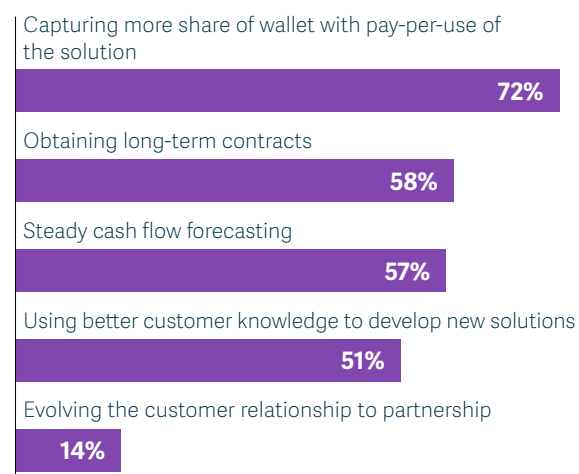 Capturing more share of wallet with pay-per-use of
the solution
72%
Obtaining long-term contracts
58%
Steady cash flow forecasting
57%
Using better customer knowledge to develop new solutions
51%
Evolving the customer relationship to partnership
14%